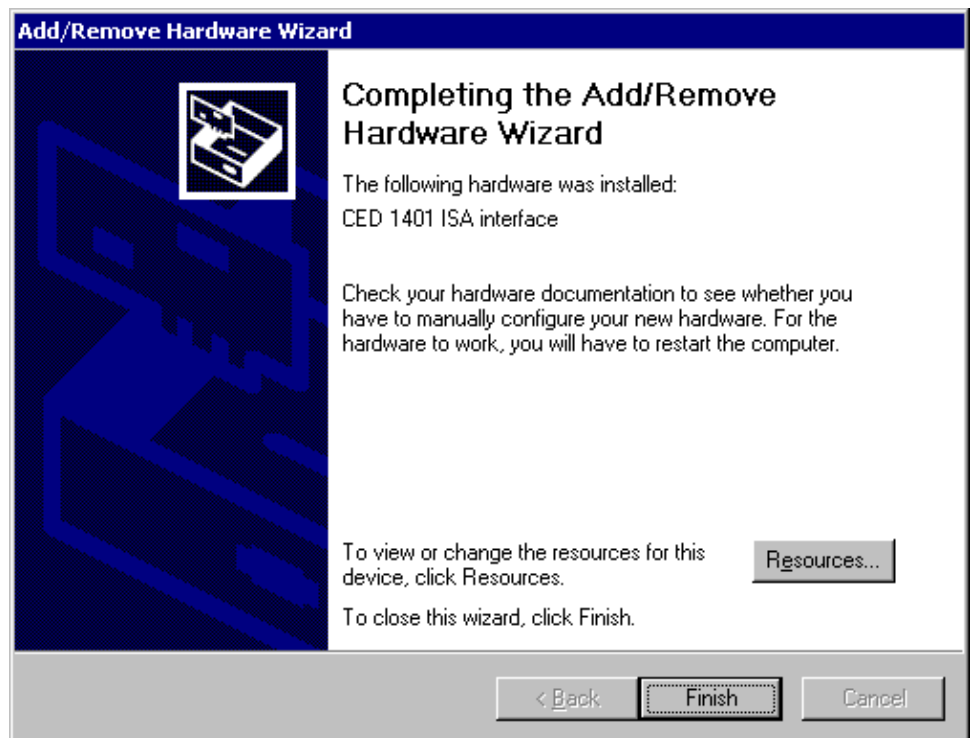 Add/Remove Hardware Wizard
Completing the Add/Remove
Hardware Wizard
The following hardware was installed:
CED 1401 ISA interface
Check your hardware documentation to see whether you
have to manually configure your new hardware. For the
hardware to work, you will have to restart the computer.
To view or change the resources for this
device, click Resources.
Resources...
To close this wizard, click Finish.
< Back
Finish
Cancel